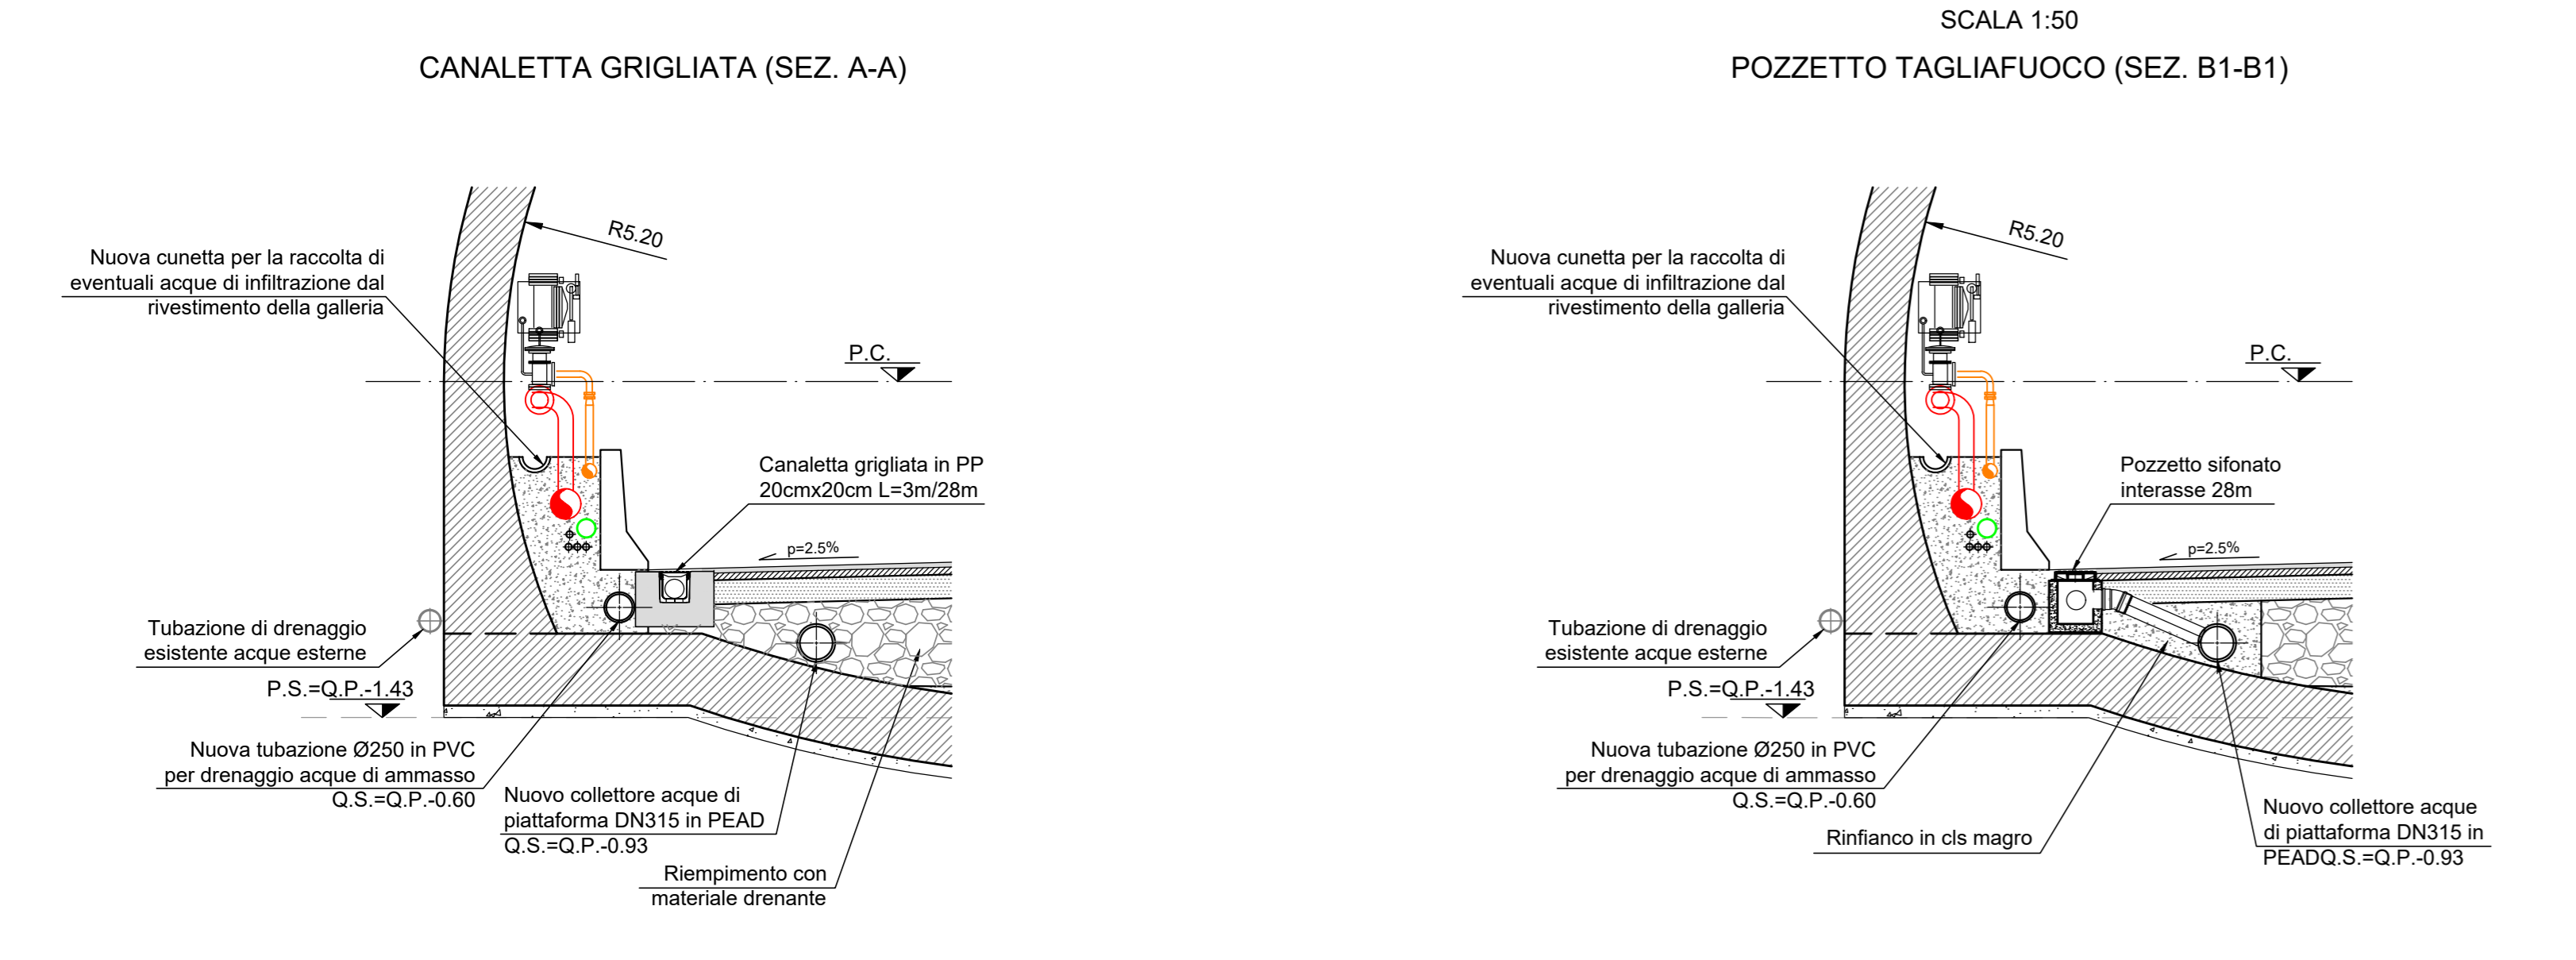 SCALA 1:50
CANALETTA GRIGLIATA (SEZ. A-A)
POZZETTO TAGLIAFUOCO (SEZ. B1-B1)
R5.20
Nuova cunetta per la raccolta di
eventuali acque di infiltrazione dal
rivestimento della galleria
P.C.
Canaletta grigliata in PP
20cmx20cm L=3m/28m
p=2.5%
Tubazione di drenaggio
esistente acque esterne
P.S.=Q.P.-1.43
Nuova tubazione Ø250 in PVC
per drenaggio acque di ammasso
Q.S.=Q.P.-0.60
Nuovo collettore acque di
piattaforma DN315 in PEAD
Q.S.=Q.P.-0.93
Riempimento con
materiale drenante
R5.20
Nuova cunetta per la raccolta di
eventuali acque di infiltrazione dal
rivestimento della galleria
P.C.
Pozzetto sifonato
interasse 28m
p=2.5%
Tubazione di drenaggio
esistente acque esterne
P.S.=Q.P.-1.43
Nuova tubazione Ø250 in PVC
per drenaggio acque di ammasso
Q.S.=Q.P.-0.60
Rinfianco in cls magro
Nuovo collettore acque
di piattaforma DN315 in
PEADQ.S.=Q.P.-0.93